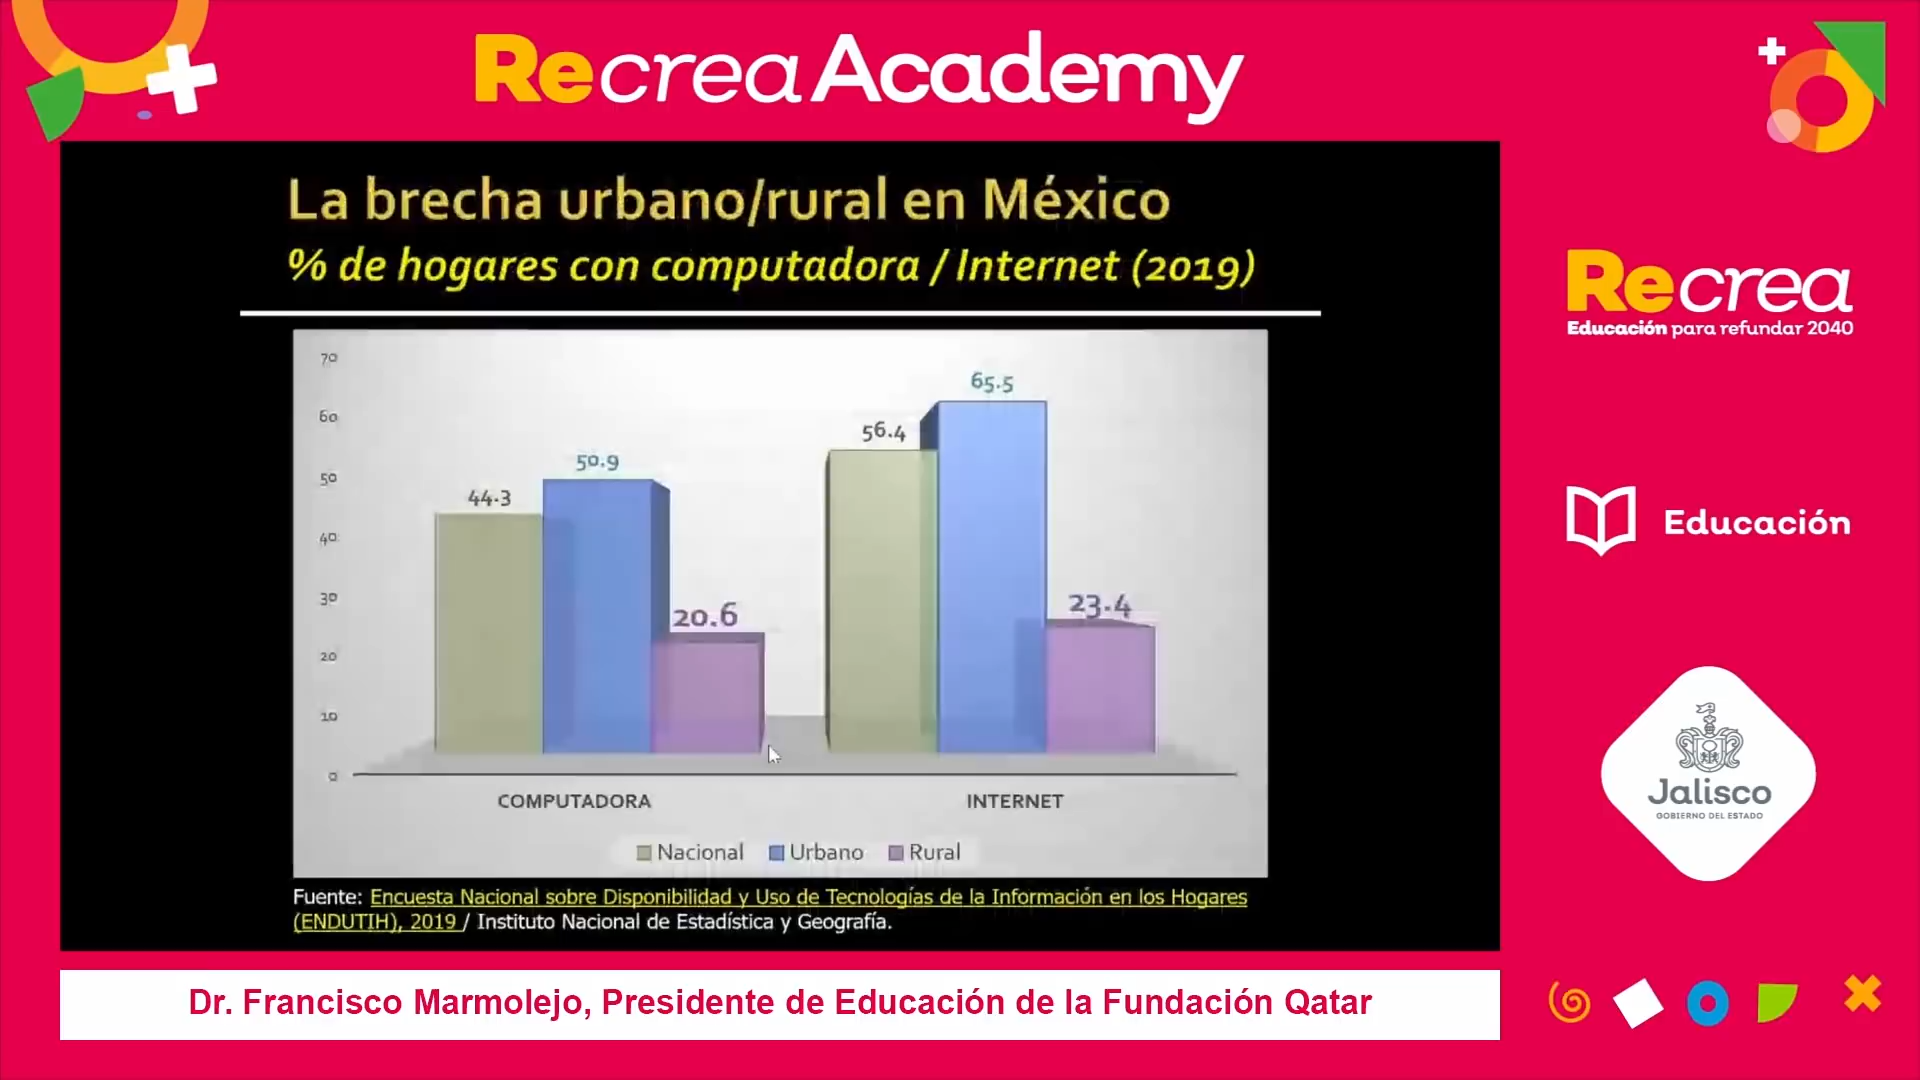 Recrea Academy
La brecha urbano/rural en México
% de hogares con computadora / Internet (2019)
70
60
50
40
30
20
10
0
44.3
50.9
20.6
56.4
65.5
23.4
COMPUTADORA
INTERNET
Nacional
Urbano
Rural
Fuente: Encuesta Nacional sobre Disponibilidad y Uso de Tecnologías de la Información en los Hogares
(ENDUTIH), 2019 / Instituto Nacional de Estadística y Geografía.
Recrea
Educación para refundar 2040
Educación
Jalisco
GOBIERNO DEL ESTADO
Dr. Francisco Marmolejo, Presidente de Educación de la Fundación Qatar